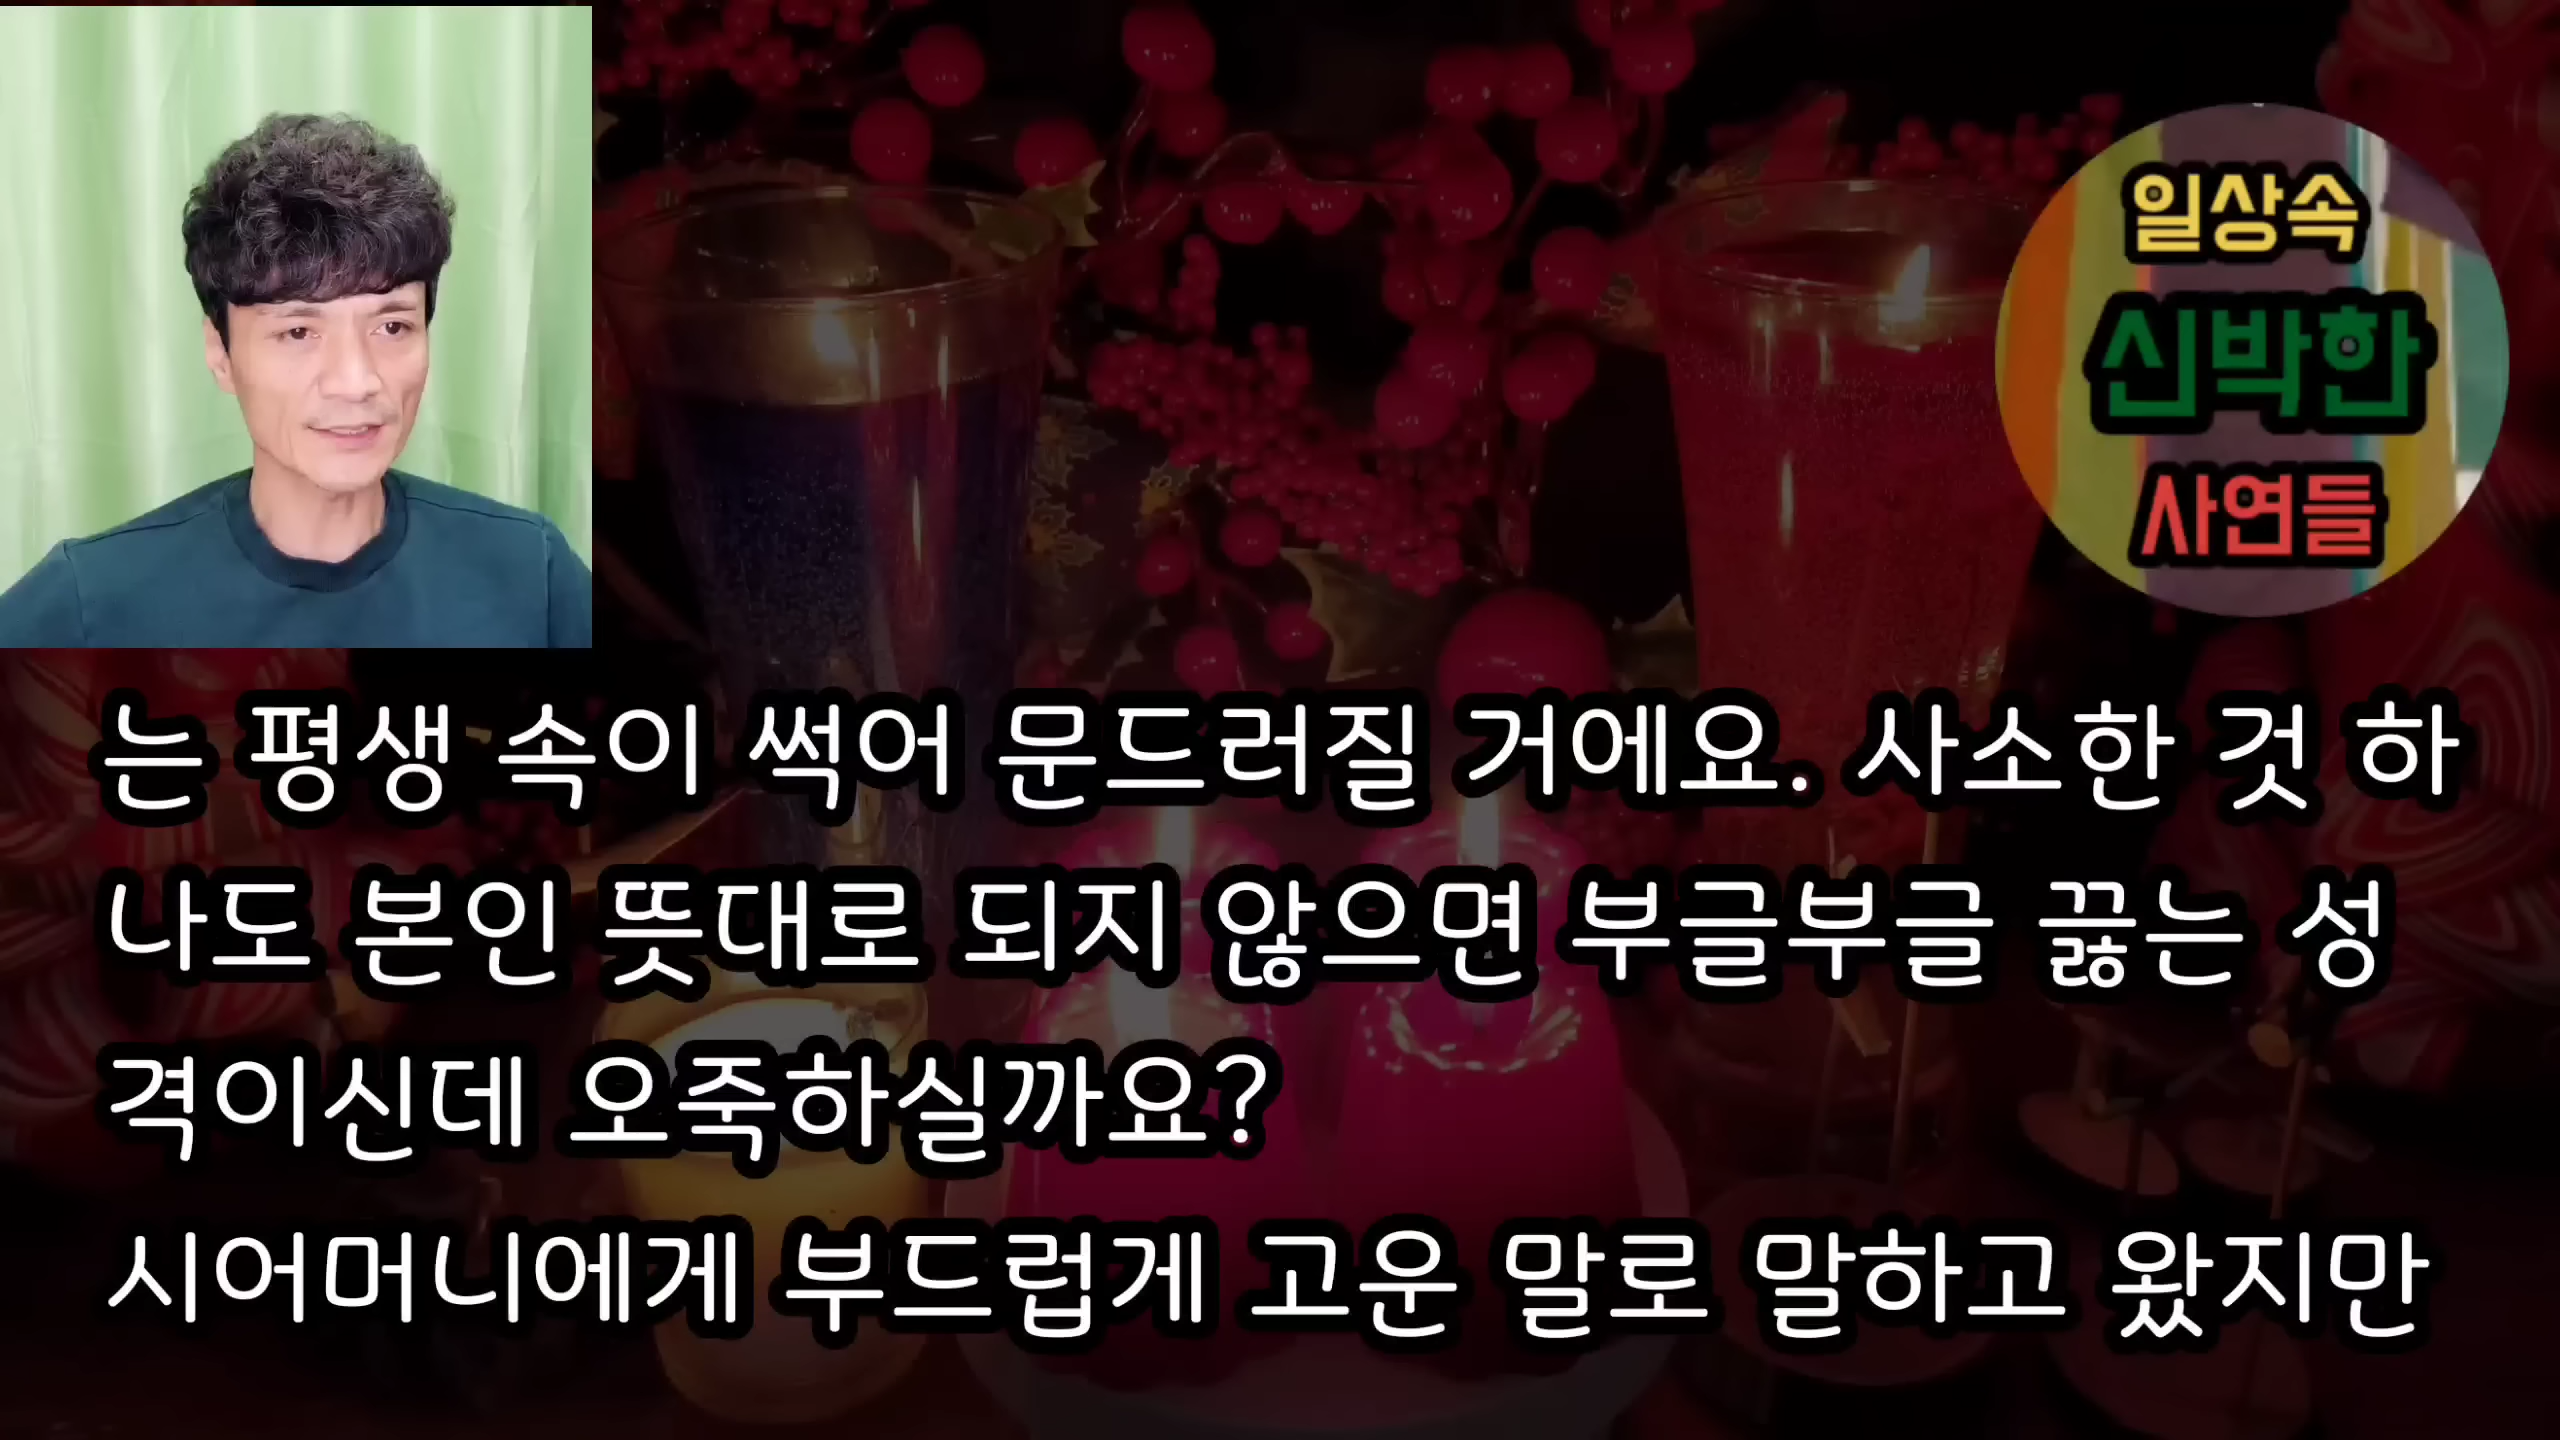 일상속
신박한
사연들
는 평생 속이 썩어 문드러질 거에요. 사소한 것 하
나도 본인 뜻대로 되지 않으면 부글부글 끓는 성
격이신데 오죽하실까요?
시어머니에게 부드럽게 고운 말로 말하고 왔지만